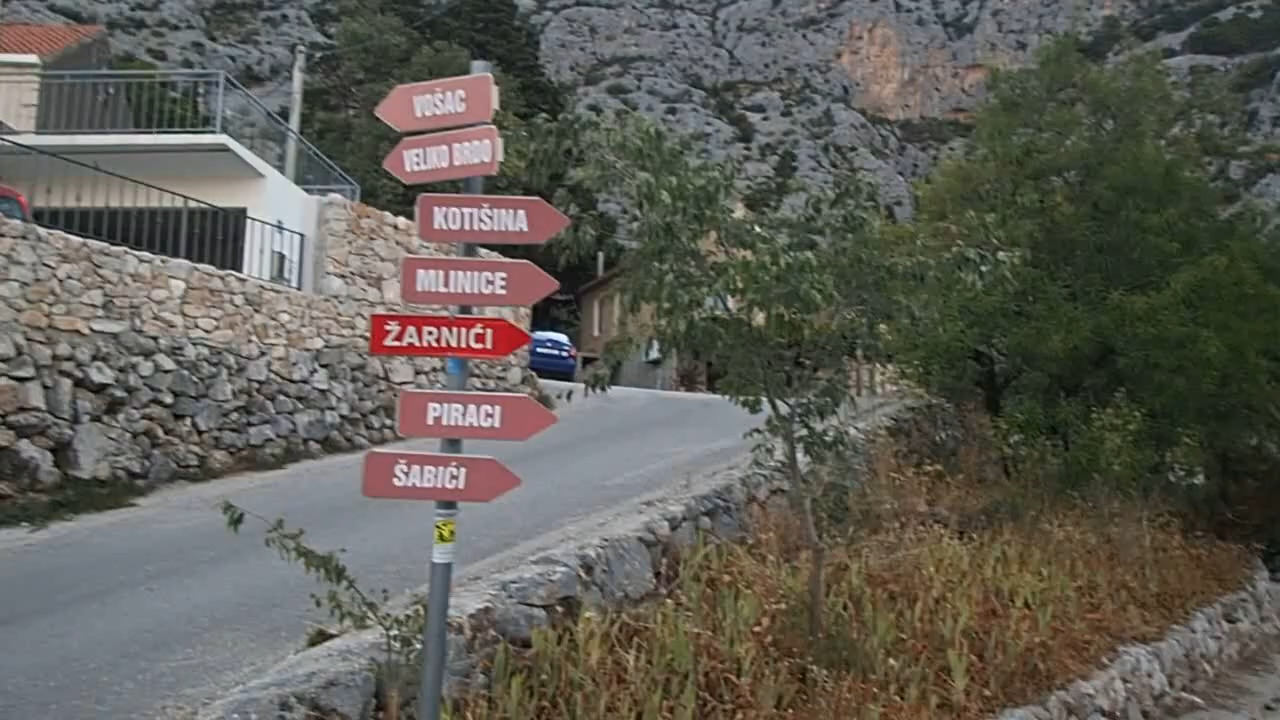 VOŠAC
VELIKO BRDO
KOTIŠINA
MLINICE
ŽARNIĆI
PIRACI
ŠABIĆI